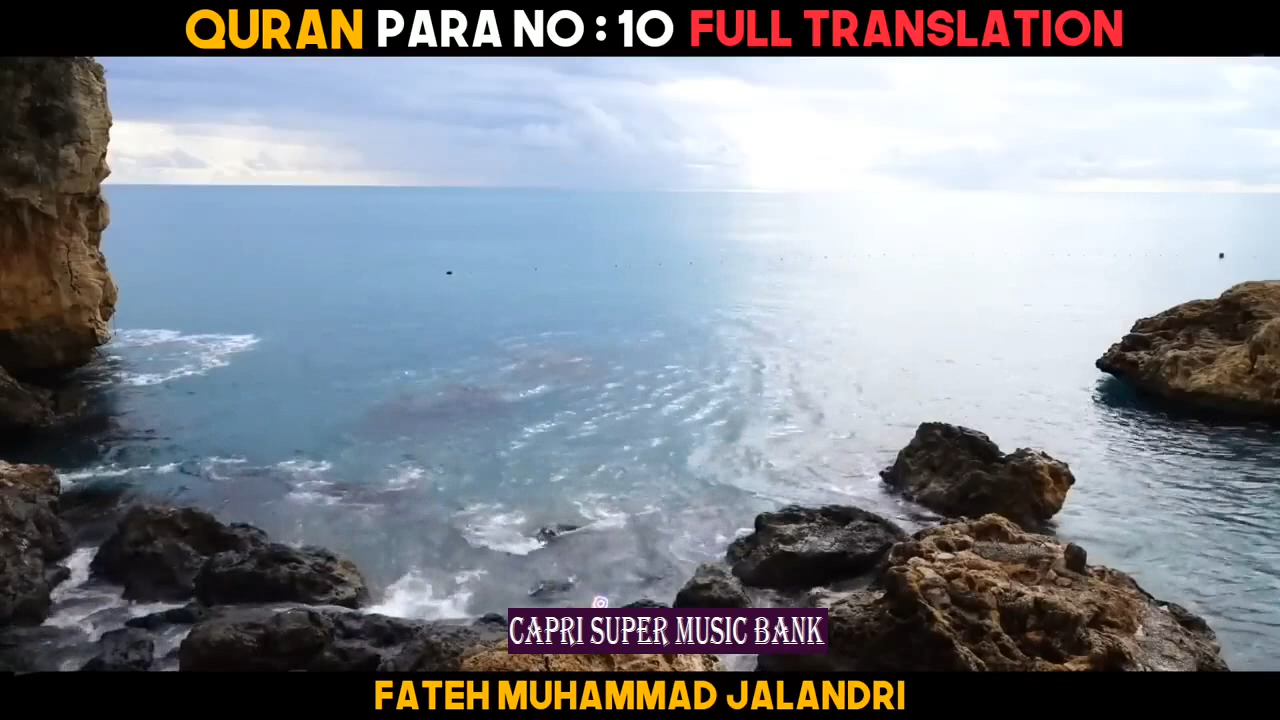 QURAN PARA NO : 10 FULL TRANSLATION
CAPRI SUPER MUSIC BANK
FATEH MUHAMMAD JALANDRI